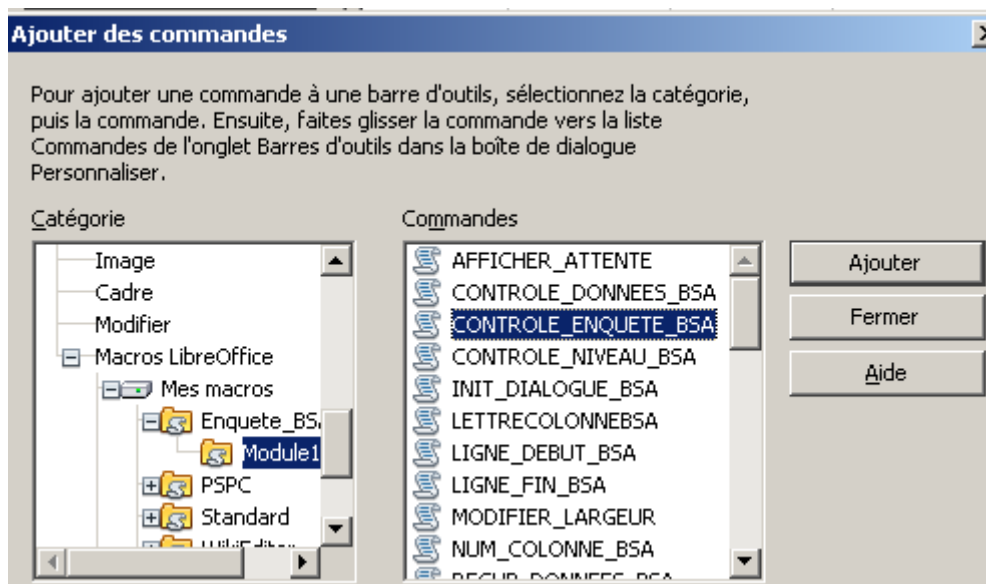 Ajouter des commandes
Pour ajouter une commande à une barre d'outils, sélectionnez la catégorie,
puis la commande. Ensuite, faites glisser la commande vers la liste
Commandes de l'onglet Barres d'outils dans la boîte de dialogue
Personnaliser.
Catégorie
Image
Cadre
Modifier
Macros LibreOffice
Mes macros
Enquete_BS
Module1
PSPC
Standard
WikiEditor
Commandes
AFFICHER_ATTENTE
CONTROLE_DONNEES_BSA
CONTROLE_ENQUETE_BSA
CONTROLE_NIVEAU_BSA
INIT_DIALOGUE_BSA
LETTRECOLONNEBSA
LIGNE_DEBUT_BSA
LIGNE_FIN_BSA
MODIFIER_LARGEUR
NUM_COLONNE_BSA
RECUP_DONNEES_BSA
Ajouter
Fermer
Aide